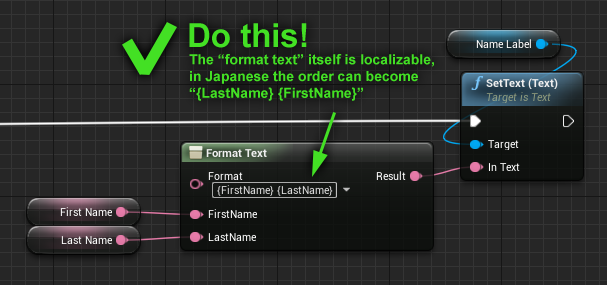 Do this!
The “format text” itself is localizable,
in Japanese the order can become
“{LastName} {FirstName}”
Name Label
f SetText (Text)
Target is Text
Target
In Text
Format Text
Format
{FirstName} {LastName}
Result
FirstName
LastName
First Name
Last Name